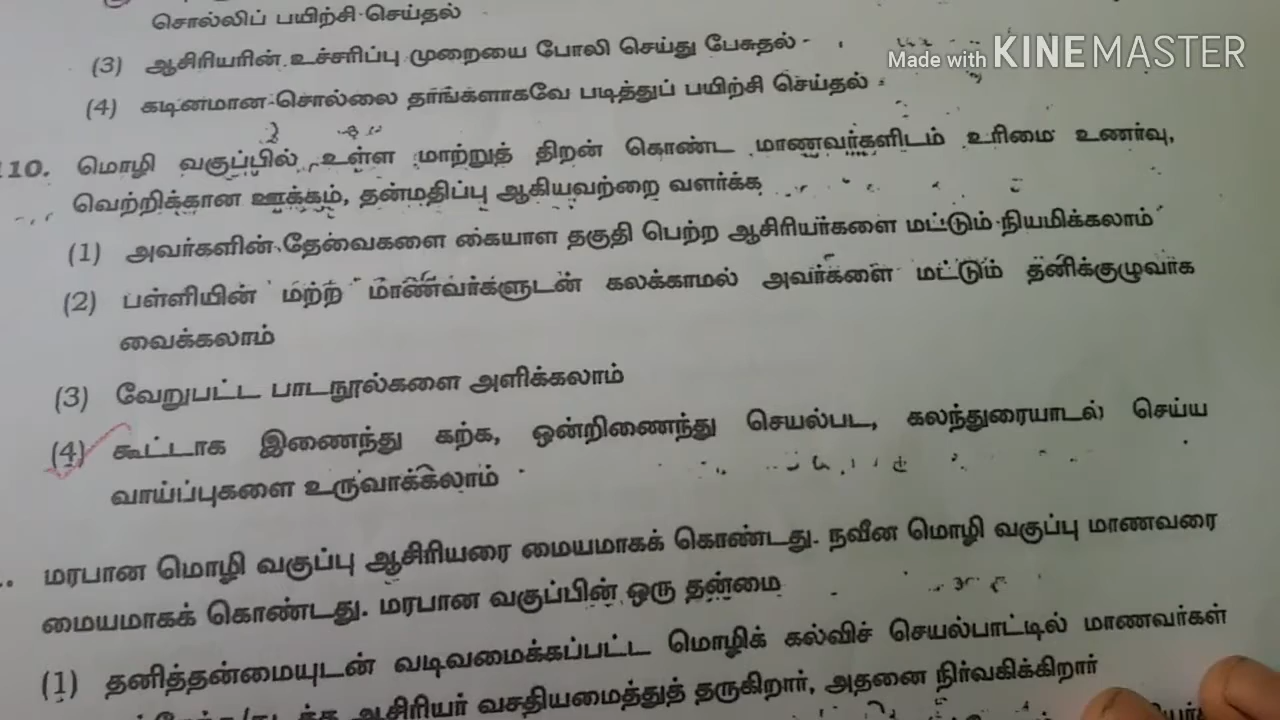 சொல்லிப் பயிற்சி செய்தல்
(3) ஆசிரியரின் உச்சரிப்பு முறையை போலி செய்து பேசுதல்
Made with KINEMASTER
(4) கடினமான சொல்லை தாங்களாகவே படித்துப் பயிற்சி செய்தல்
110. மொழி வகுப்பில் உள்ள மாற்றுத் திறன் கொண்ட மாணவர்களிடம் உரிமை உணர்வு,
வெற்றிக்கான ஊக்கம், தன்மதிப்பு ஆகியவற்றை வளர்க்க
(1) அவர்களின் தேவைகளை கையாள தகுதி பெற்ற ஆசிரியர்களை மட்டும் நியமிக்கலாம்
(2) பள்ளியின் மற்ற மாணவர்களுடன் கலக்காமல் அவர்களை மட்டும் தனிக்குழுவாக
வைக்கலாம்
(3) வேறுபட்ட பாடநூல்களை அளிக்கலாம்
(4) கூட்டாக இணைந்து கற்க, ஒன்றிணைந்து செயல்பட, கலந்துரையாடல் செய்ய
வாய்ப்புகளை உருவாக்கிலாம்
மரபான மொழி வகுப்பு ஆசிரியரை மையமாகக் கொண்டது. நவீன மொழி வகுப்பு மாணவரை
மையமாகக் கொண்டது. மரபான வகுப்பின் ஒரு தன்மை
(1) தனித்தன்மையுடன் வடிவமைக்கப்பட்ட மொழிக் கல்விச் செயல்பாட்டில் மாணவர்கள்
ஆசிரியர் வசதியமைத்துத் தருகிறார், அதனை நிர்வகிக்கிறார்